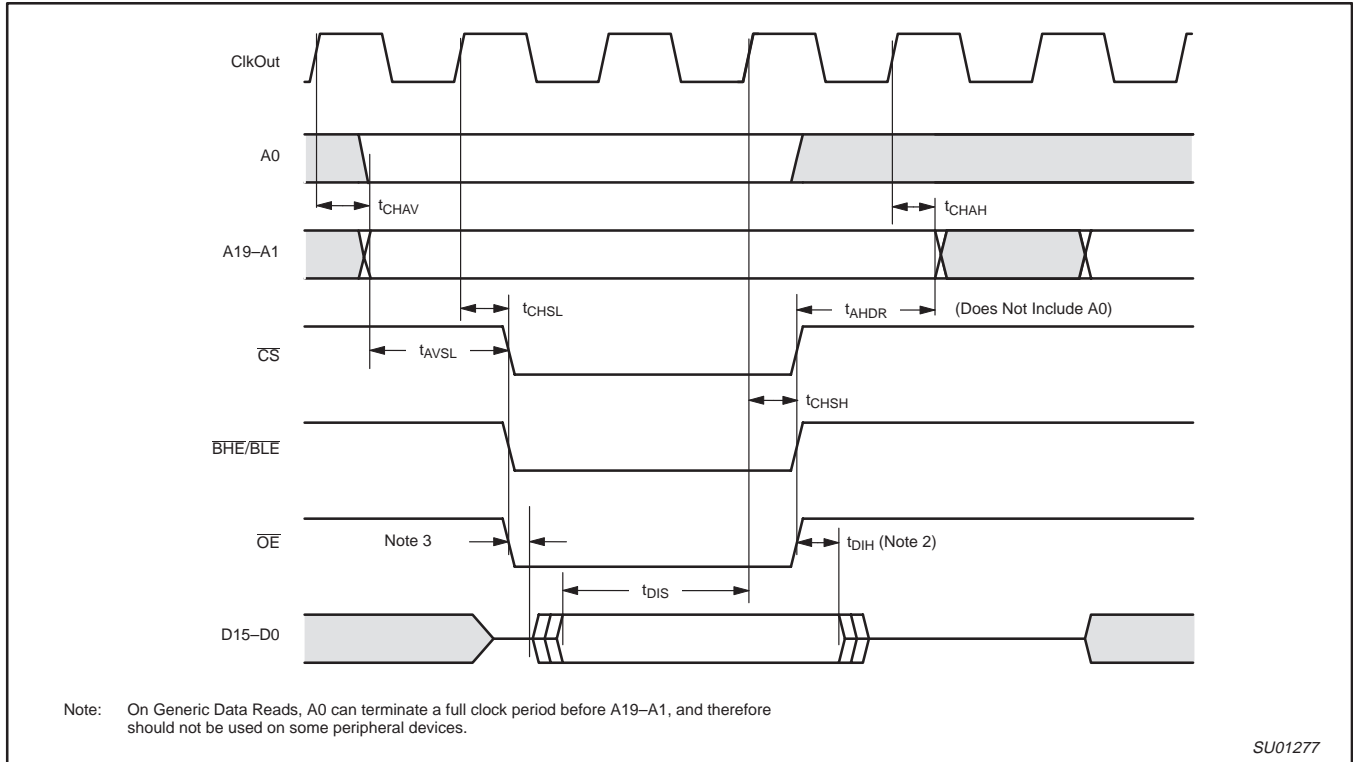 ClkOut
A0
tCHAV
tCHAH
A19–A1
tCHSL
tAHDR
(Does Not Include A0)
CS
tAVSL
tCHSH
BHE/BLE
OE
Note 3
tDIH (Note 2)
tDIS
D15–D0
Note: On Generic Data Reads, A0 can terminate a full clock period before A19–A1, and therefore
should not be used on some peripheral devices.
SU01277